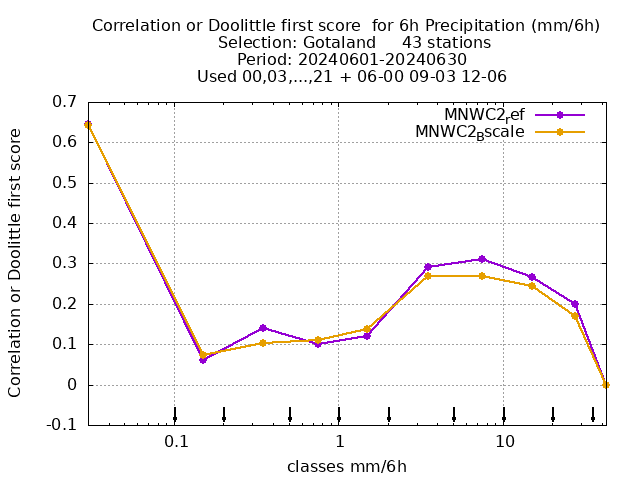 Correlation or Doolittle first score  for 6h Precipitation (mm/6h)
Selection: Gotaland     43 stations
Period: 20240601-20240630
Used 00,03,...,21 + 06-00 09-03 12-06
MNWC2ref
MNWC2Bscale
Correlation or Doolittle first score
0.7
0.6
0.5
0.4
0.3
0.2
0.1
0
-0.1
0.1 1 10
classes mm/6h